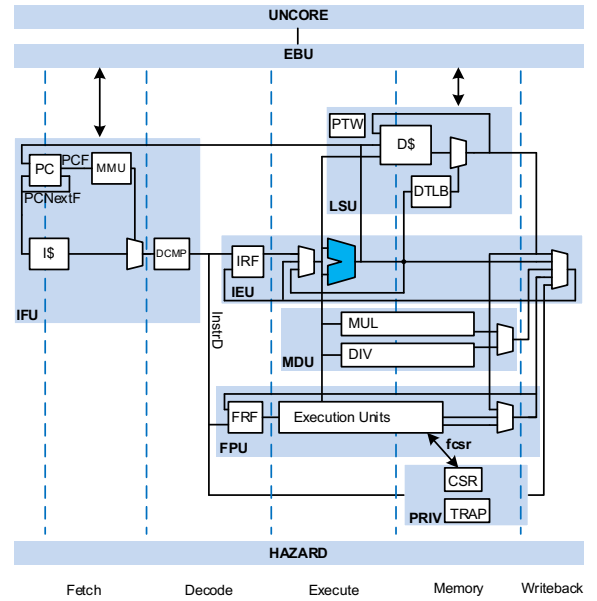 UNCORE
EBU
PTW
D$
PC
PCF
MMU
PCNextF
DTLB
LSU
I$
DCMP
IRF
IEU
IFU
InstrD
MUL
MDU
DIV
FRF
Execution Units
FPU
fcsr
CSR
PRIV
TRAP
HAZARD
Fetch Decode Execute Memory Writeback